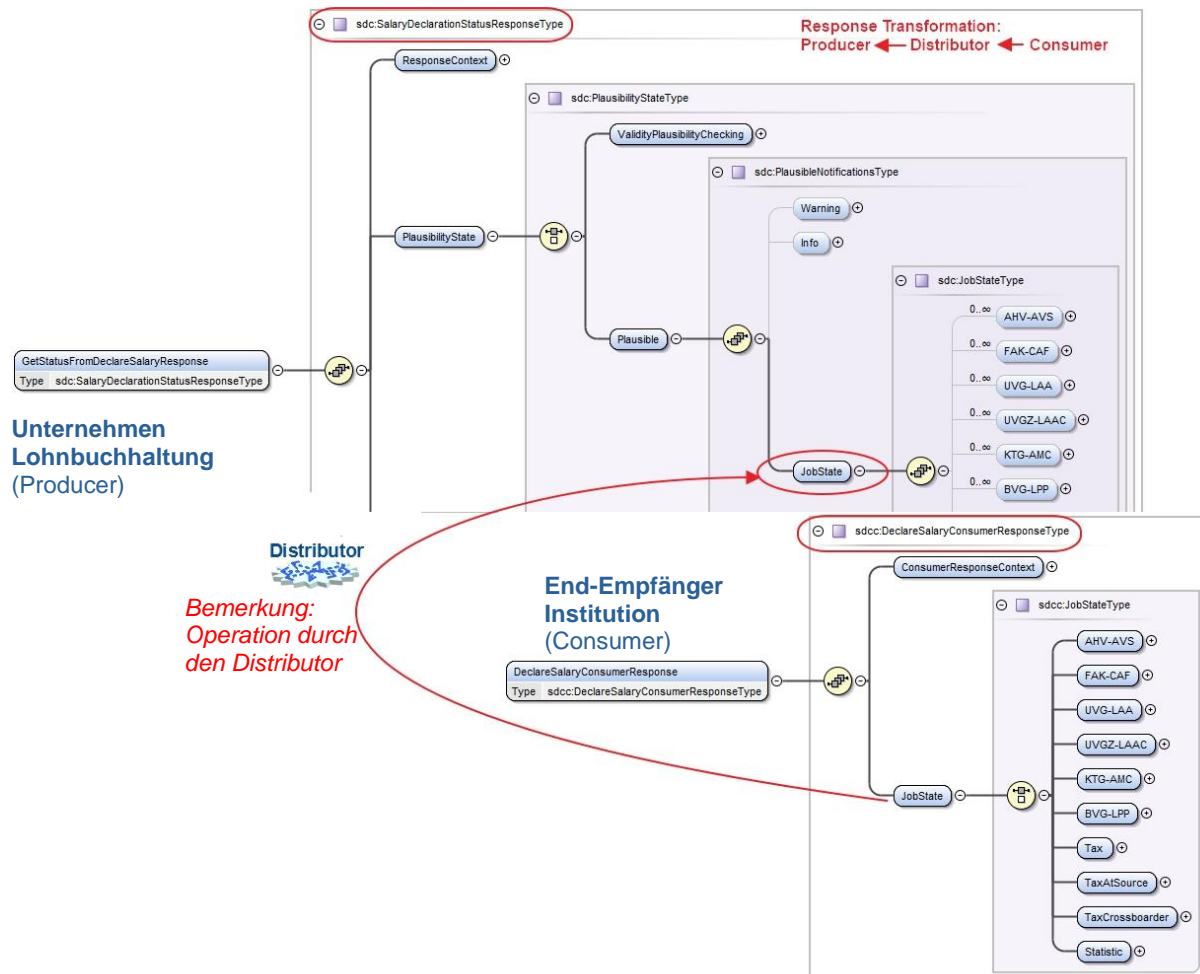 sdc:SalaryDeclarationStatusResponseType
Response Transformation:
Producer Distributor Consumer
ResponseContext
sdc:PlausibilityStateType
ValidityPlausibilityChecking
sdc:PlausibleNotificationsType
Warning
Info
PlausibilityState
sdc:JobStateType
0..∞ AHV-AVS
0..∞ FAK-CAF
0..∞ UVG-LAA
0..∞ UVGZ-LAAC
0..∞ KTG-AMC
0..∞ BVG-LPP
Plausible
JobState
GetStatusFromDeclareSalaryResponse
Type sdc:SalaryDeclarationStatusResponseType
Unternehmen
Lohnbuchhaltung
(Producer)
Distributor
Bemerkung:
Operation durch
den Distributor
End-Empfänger
Institution
(Consumer)
sdcc:DeclareSalaryConsumerResponseType
ConsumerResponseContext
sdcc:JobStateType
DeclareSalaryConsumerResponse
Type sdcc:DeclareSalaryConsumerResponseType
JobState
AHV-AVS
FAK-CAF
UVG-LAA
UVGZ-LAAC
KTG-AMC
BVG-LPP
Tax
TaxAtSource
TaxCrossboarder
Statistic